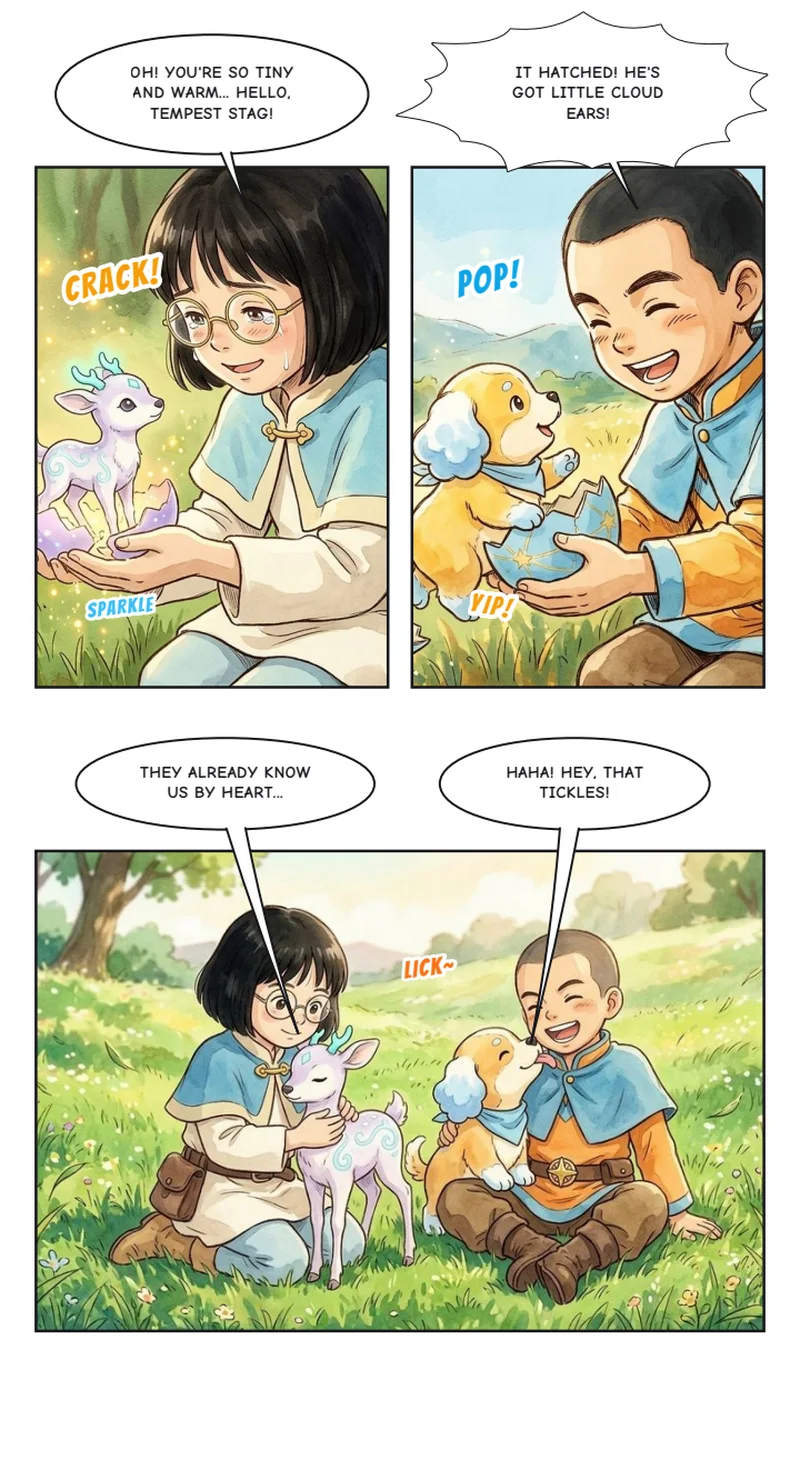 OH! YOU'RE SO TINY
AND WARM... HELLO,
TEMPEST STAG!
IT HATCHED! HE'S
GOT LITTLE CLOUD
EARS!
CRACK!
POP!
SPARKLE
YIP!
THEY ALREADY KNOW
US BY HEART...
HAHA! HEY, THAT
TICKLES!
LICK~